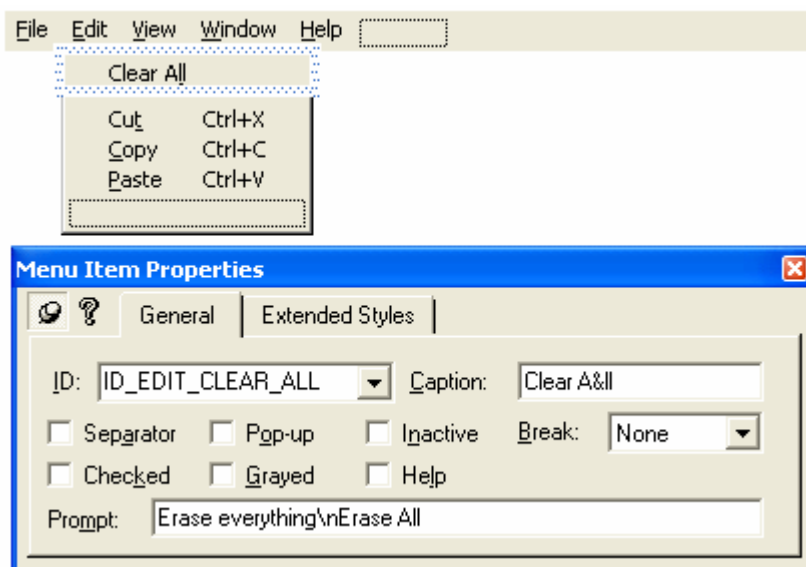 File Edit View Window Help
Clear All
Cut Ctrl+X
Copy Ctrl+C
Paste Ctrl+V
Menu Item Properties
? General Extended Styles
ID: ID_EDIT_CLEAR_ALL Caption: Clear A&ll
Separator Pop-up Inactive Break: None
Checked Grayed Help
Prompt: Erase everything\nErase All